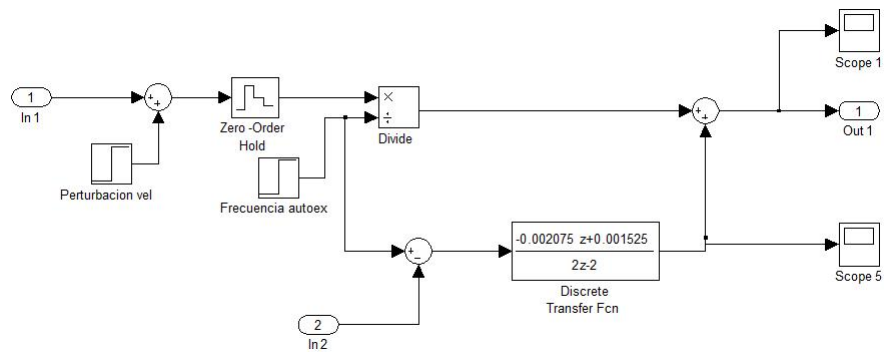 Scope 1
1
In 1
+
+
Zero -Order
Hold
×
÷
Divide
+
+
1
Out 1
Perturbacion vel
Frecuencia autoex
+
−
-0.002075 z+0.001525
2z-2
Discrete
Transfer Fcn
Scope 5
2
In 2